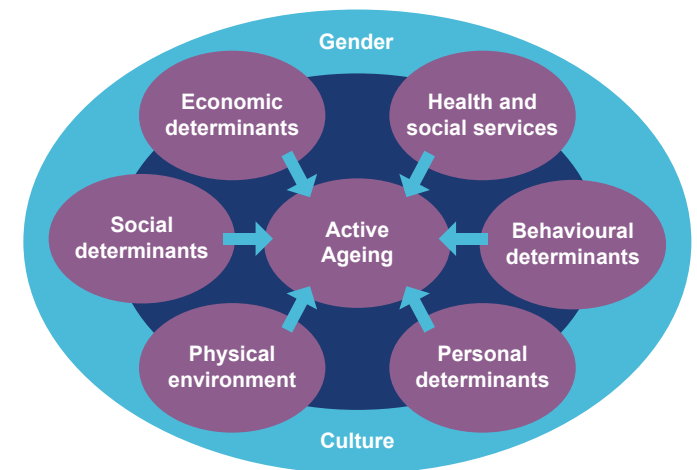 Gender
Economic
determinants
Health and
social services
Social
determinants
Active
Ageing
Behavioural
determinants
Physical
environment
Personal
determinants
Culture